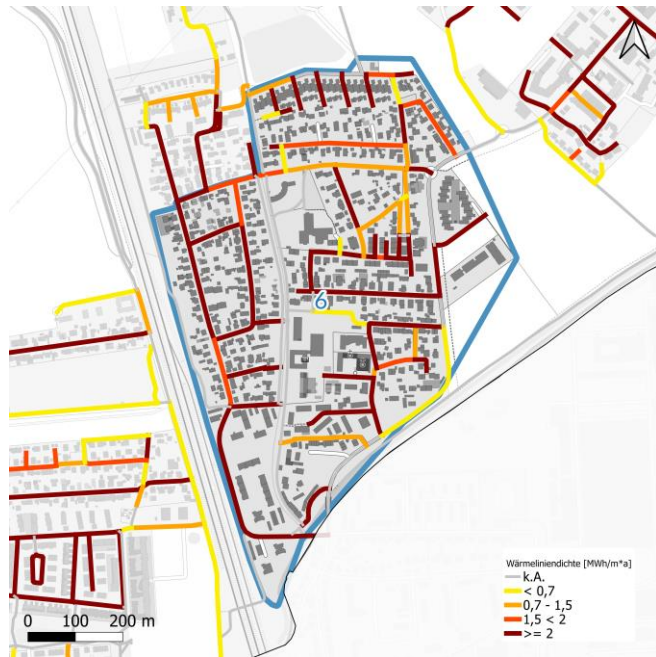 6
Wärmeliniendichte [MWh/m*a]
k.A.
< 0,7
0,7 - 1,5
1,5 < 2
>= 2
0 100 200 m